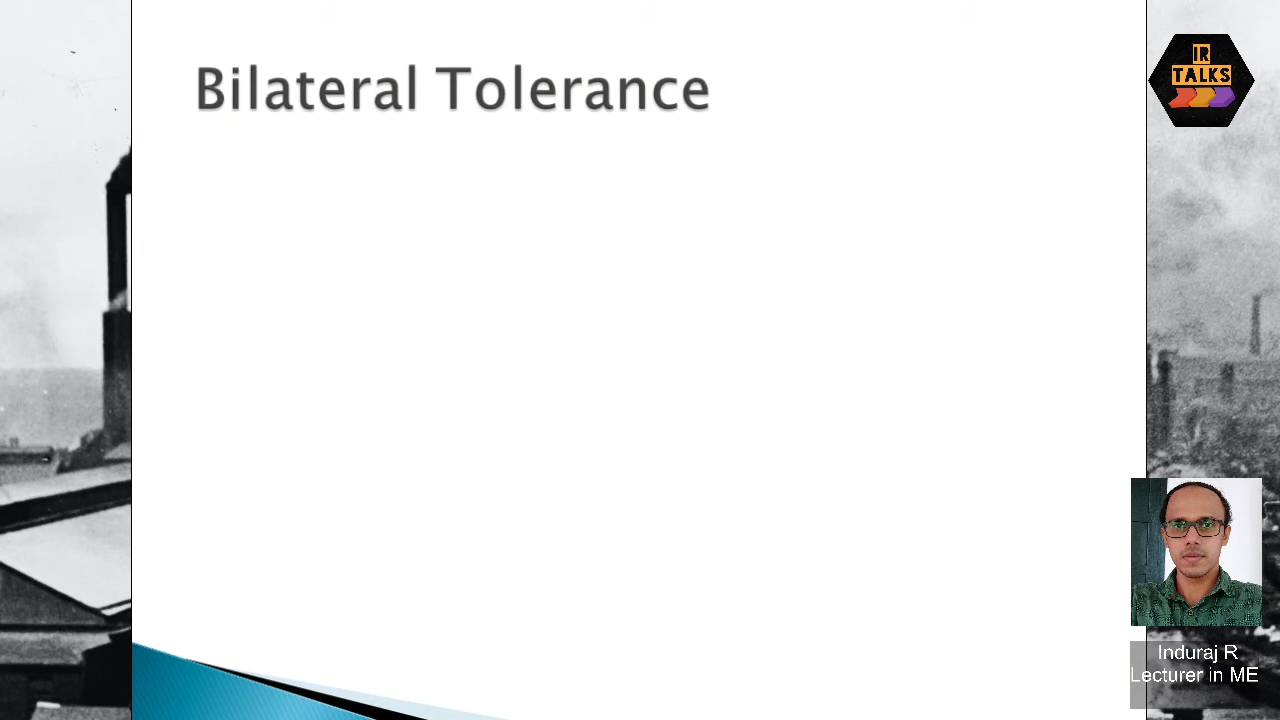 Bilateral Tolerance
IR
TALKS
Induraj R
Lecturer in ME